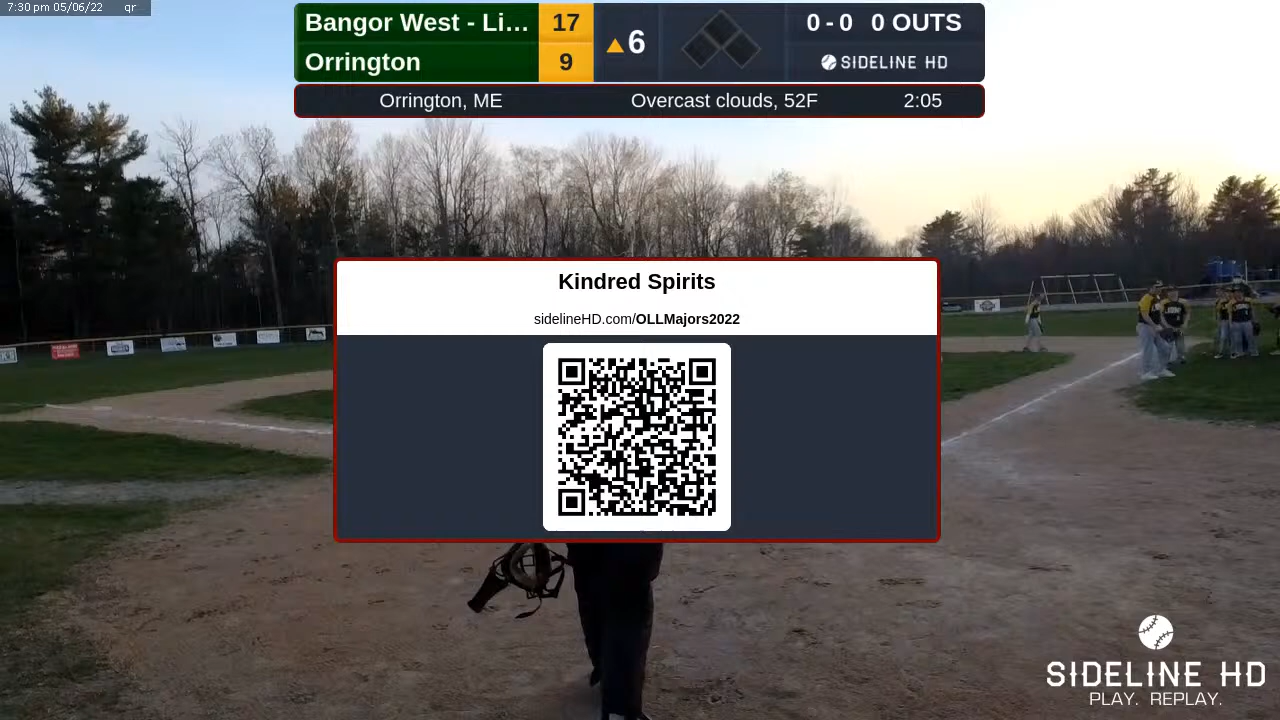 7:30 pm 05/06/22 qr
Bangor West - Li... 17
Orrington 9
▲6
0 - 0 0 OUTS
SIDELINE HD
Orrington, ME Overcast clouds, 52F 2:05
Kindred Spirits
sidelineHD.com/OLLMajors2022
SIDELINE HD
PLAY. REPLAY.